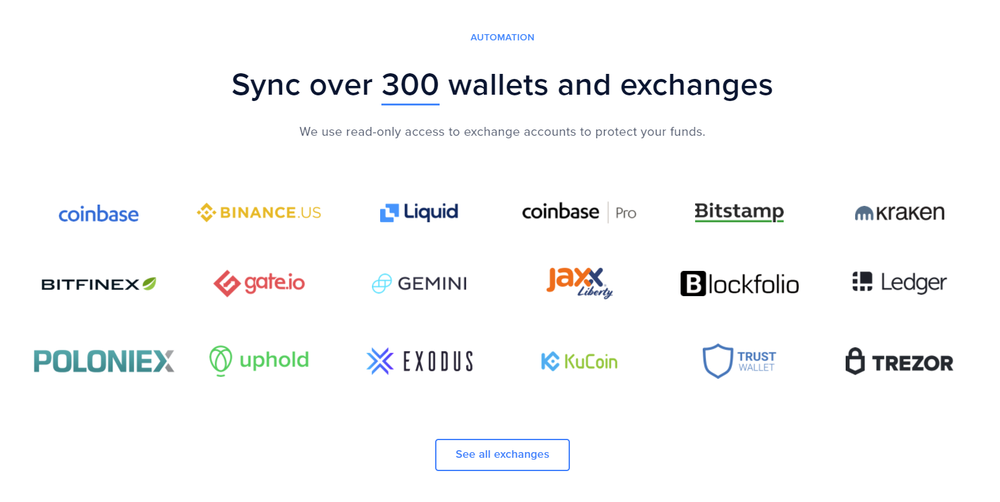 AUTOMATION
Sync over 300 wallets and exchanges
We use read-only access to exchange accounts to protect your funds.
coinbase
BINANCE.US
Liquid
coinbase | Pro
Bitstamp
kraken
BITFINEX
gate.io
GEMINI
jaxx
Liberty
Blockfolio
Ledger
POLONIEX
uphold
EXODUS
KuCoin
TRUST
WALLET
TREZOR
See all exchanges